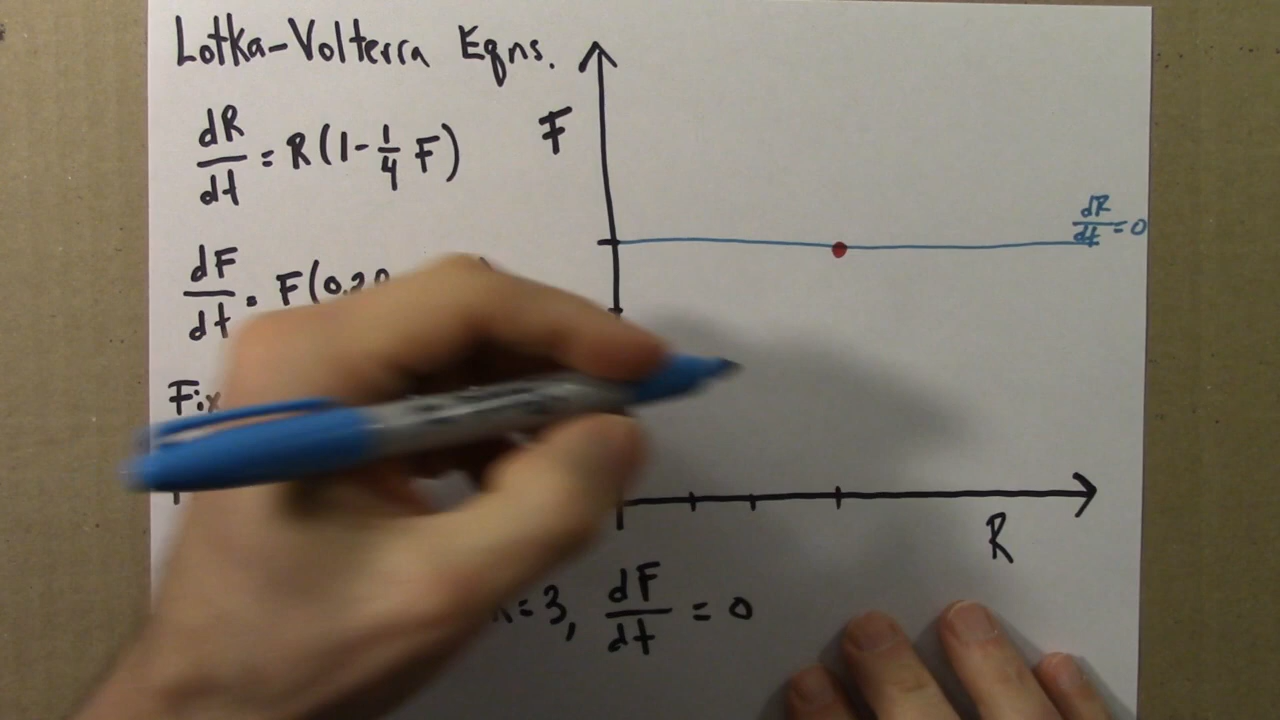 Lotka-Volterra Eqns.
dR/dt = R(1-1/4 F)
F
dR/dt = 0
dF/dt = F(0.2
Fix
R
=3, dF/dt = 0